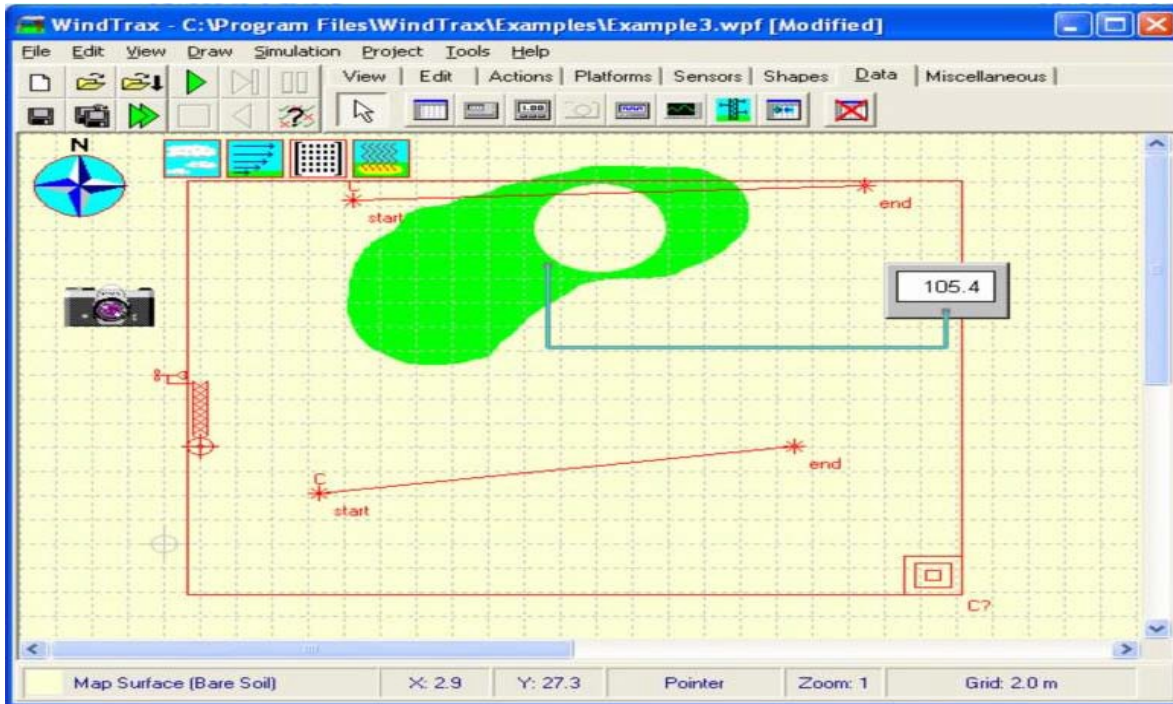 WindTrax - C:\Program Files\WindTrax\Examples\Example3.wpf [Modified]
File Edit View Draw Simulation Project Tools Help
View Edit Actions Platforms Sensors Shapes Data Miscellaneous
1.00
N
start
end
105.4
C
start
end
C?
Map Surface (Bare Soil) X: 2.9 Y: 27.3 Pointer Zoom: 1 Grid: 2.0 m